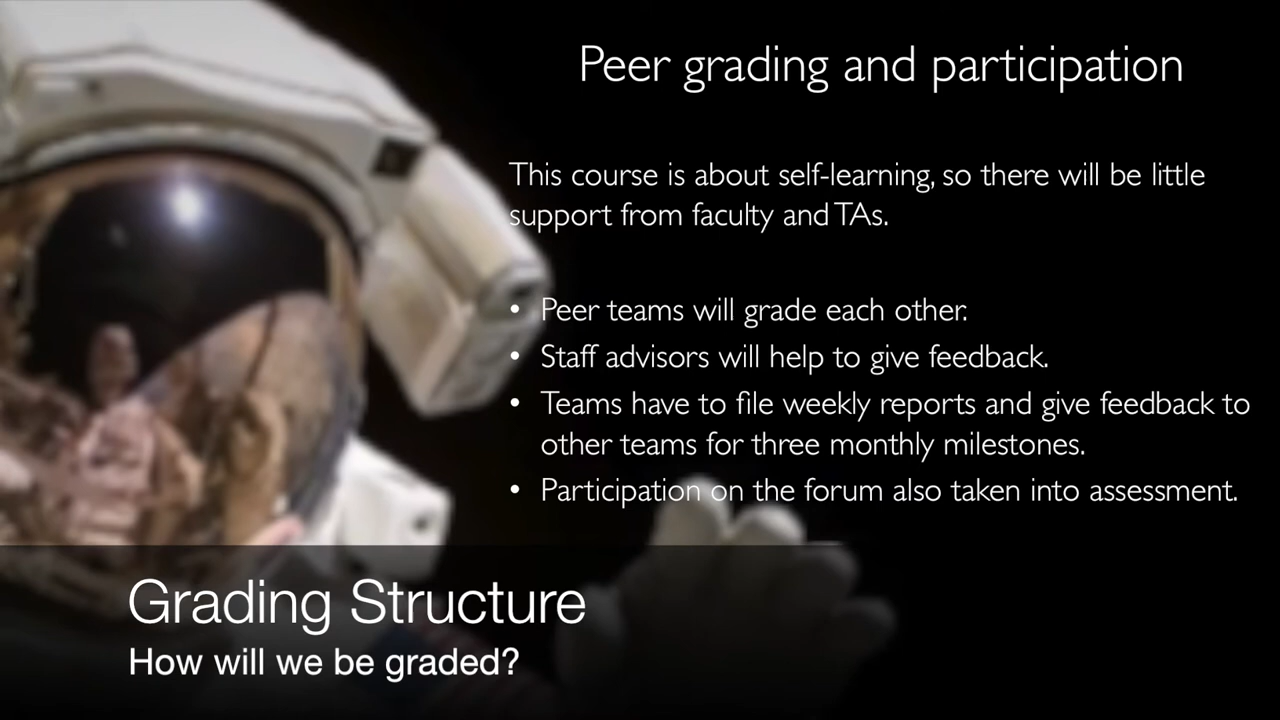 Peer grading and participation
This course is about self-learning, so there will be little
support from faculty and TAs.
• Peer teams will grade each other.
• Staff advisors will help to give feedback.
• Teams have to file weekly reports and give feedback to
other teams for three monthly milestones.
• Participation on the forum also taken into assessment.
Grading Structure
How will we be graded?